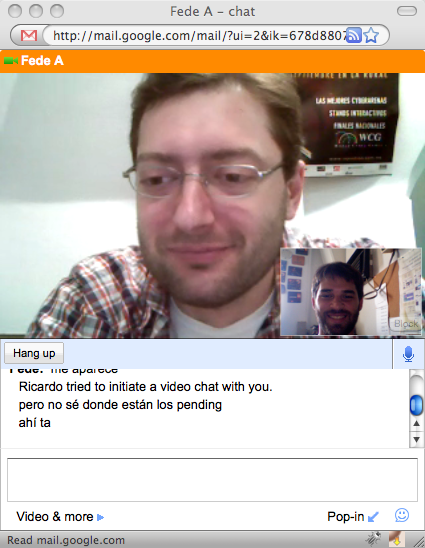 Fede A – chat
http://mail.google.com/mail/?ui=2&ik=678d8807
Fede A
SEPTIEMBRE EN LA RURAL
LAS MEJORES CYBERARENAS
STANDS INTERACTIVOS
FINALES NACIONALES
WCG
Block
Hang up
Fede: me aparece
Ricardo tried to initiate a video chat with you.
pero no sé donde están los pending
ahí ta
Video & more
Pop-in
Read mail.google.com